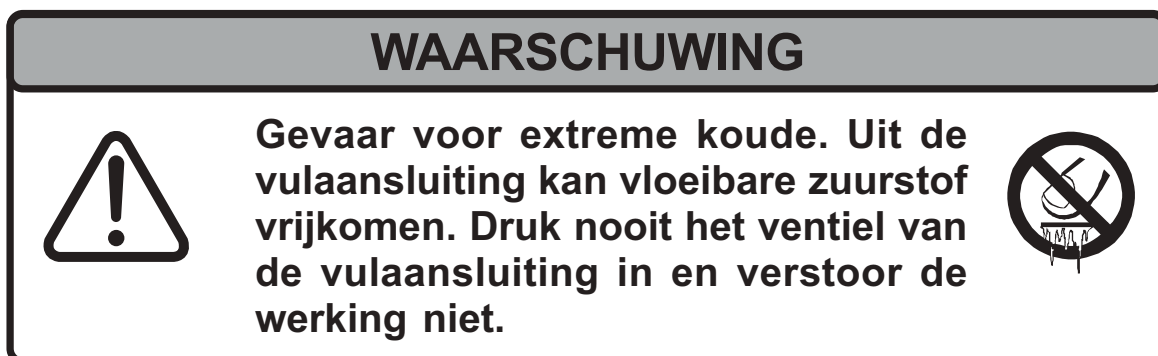 WAARSCHUWING
Gevaar voor extreme koude. Uit de
vulaansluiting kan vloeibare zuurstof
vrijkomen. Druk nooit het ventiel van
de vulaansluiting in en verstoor de
werking niet.